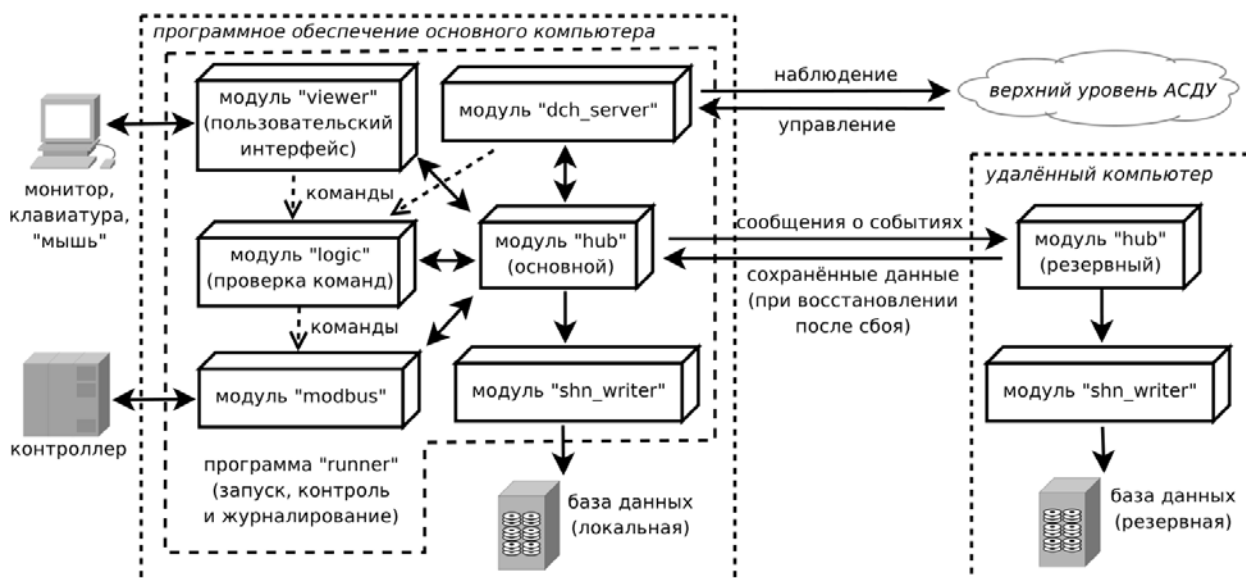 программное обеспечение основного компьютера
модуль "viewer"
(пользовательский
интерфейс)
модуль "dch_server"
наблюдение
управление
верхний уровень АСДУ
монитор,
клавиатура,
"мышь"
команды
удалённый компьютер
модуль "logic"
(проверка команд)
модуль "hub"
(основной)
сообщения о событиях
сохранённые данные
(при восстановлении
после сбоя)
модуль "hub"
(резервный)
команды
модуль "modbus"
модуль "shn_writer"
модуль "shn_writer"
контроллер
программа "runner"
(запуск, контроль
и журналирование)
база данных
(локальная)
база данных
(резервная)